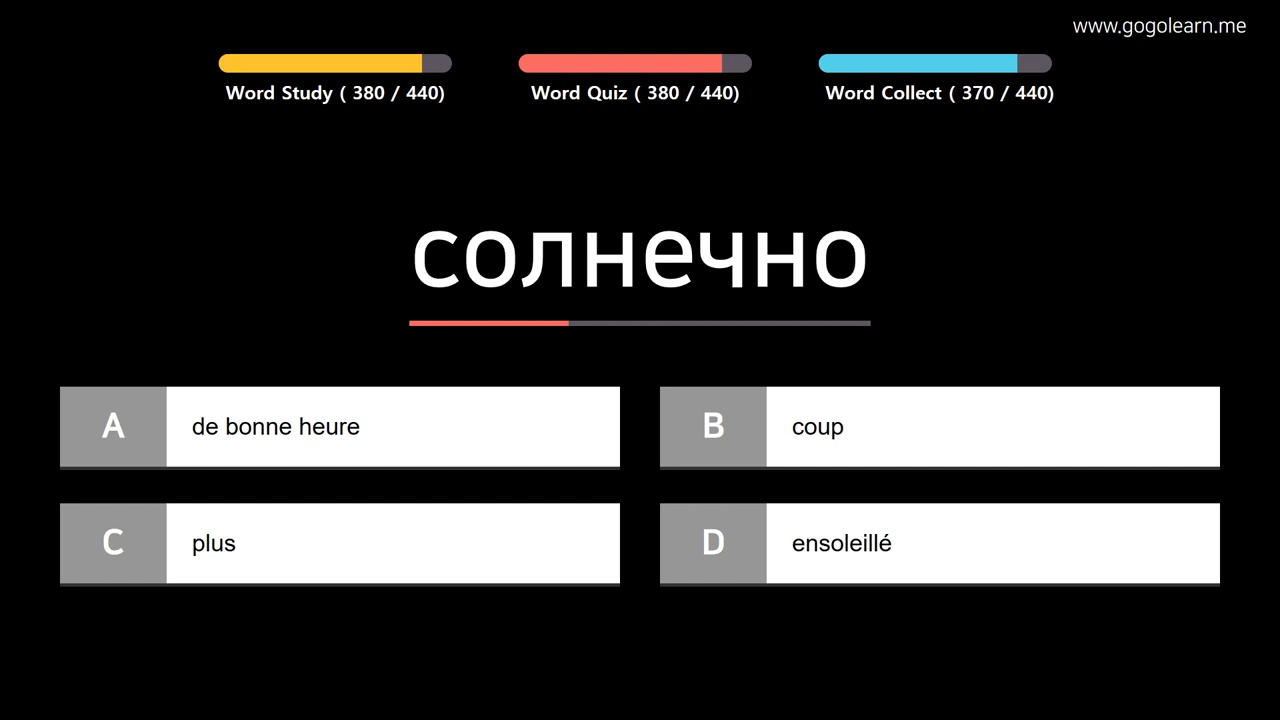 www.gogolearn.me
Word Study ( 380 / 440)
Word Quiz ( 380 / 440)
Word Collect ( 370 / 440)
солнечно
A de bonne heure
B coup
C plus
D ensoleillé